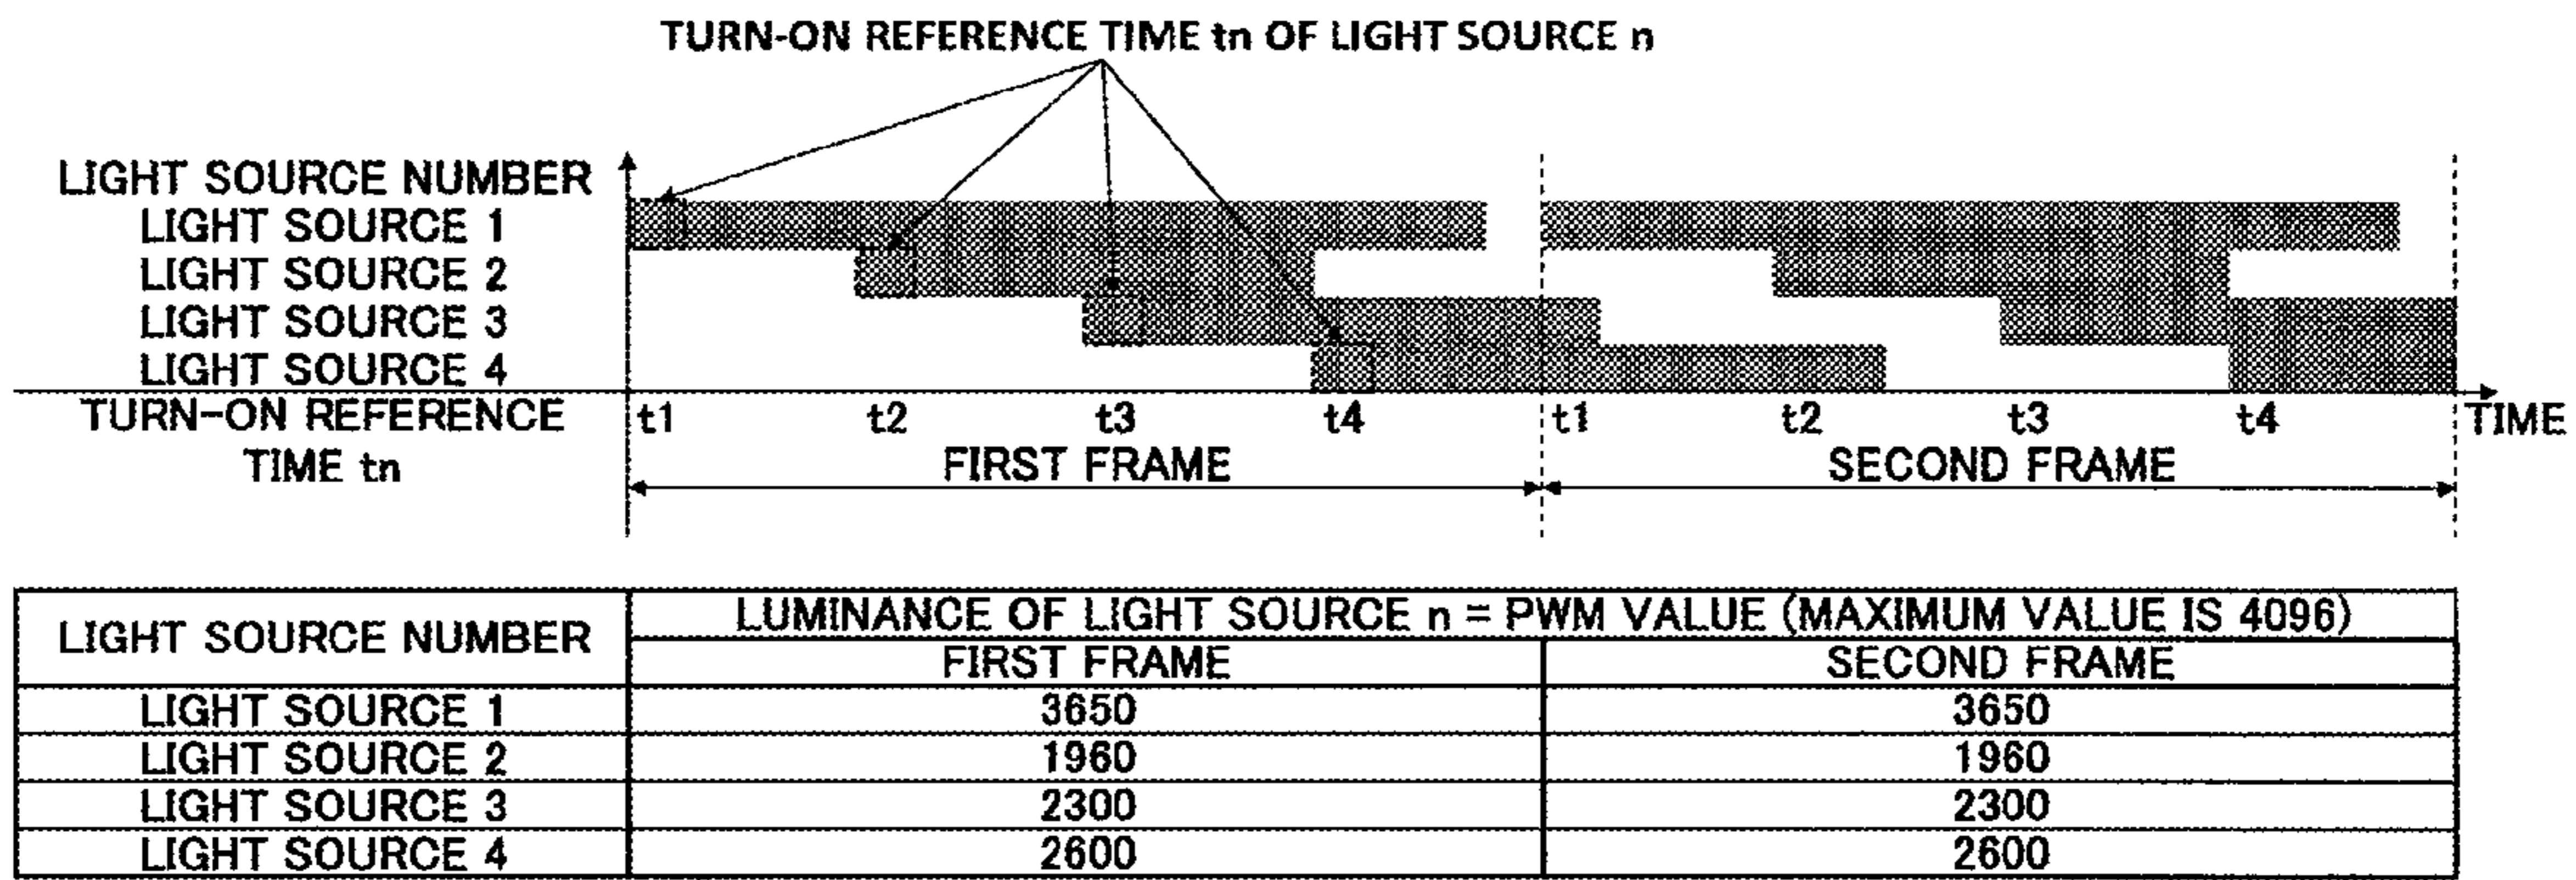 TURN-ON REFERENCE TIME tn OF LIGHT SOURCE n
LIGHT SOURCE NUMBER
LIGHT SOURCE 1
LIGHT SOURCE 2
LIGHT SOURCE 3
LIGHT SOURCE 4
TURN-ON REFERENCE TIME tn
t1 t2 t3 t4 t1 t2 t3 t4 TIME
FIRST FRAME SECOND FRAME
LIGHT SOURCE NUMBER LUMINANCE OF LIGHT SOURCE n = PWM VALUE (MAXIMUM VALUE IS 4096)
FIRST FRAME SECOND FRAME
LIGHT SOURCE 1 3650 3650
LIGHT SOURCE 2 1960 1960
LIGHT SOURCE 3 2300 2300
LIGHT SOURCE 4 2600 2600